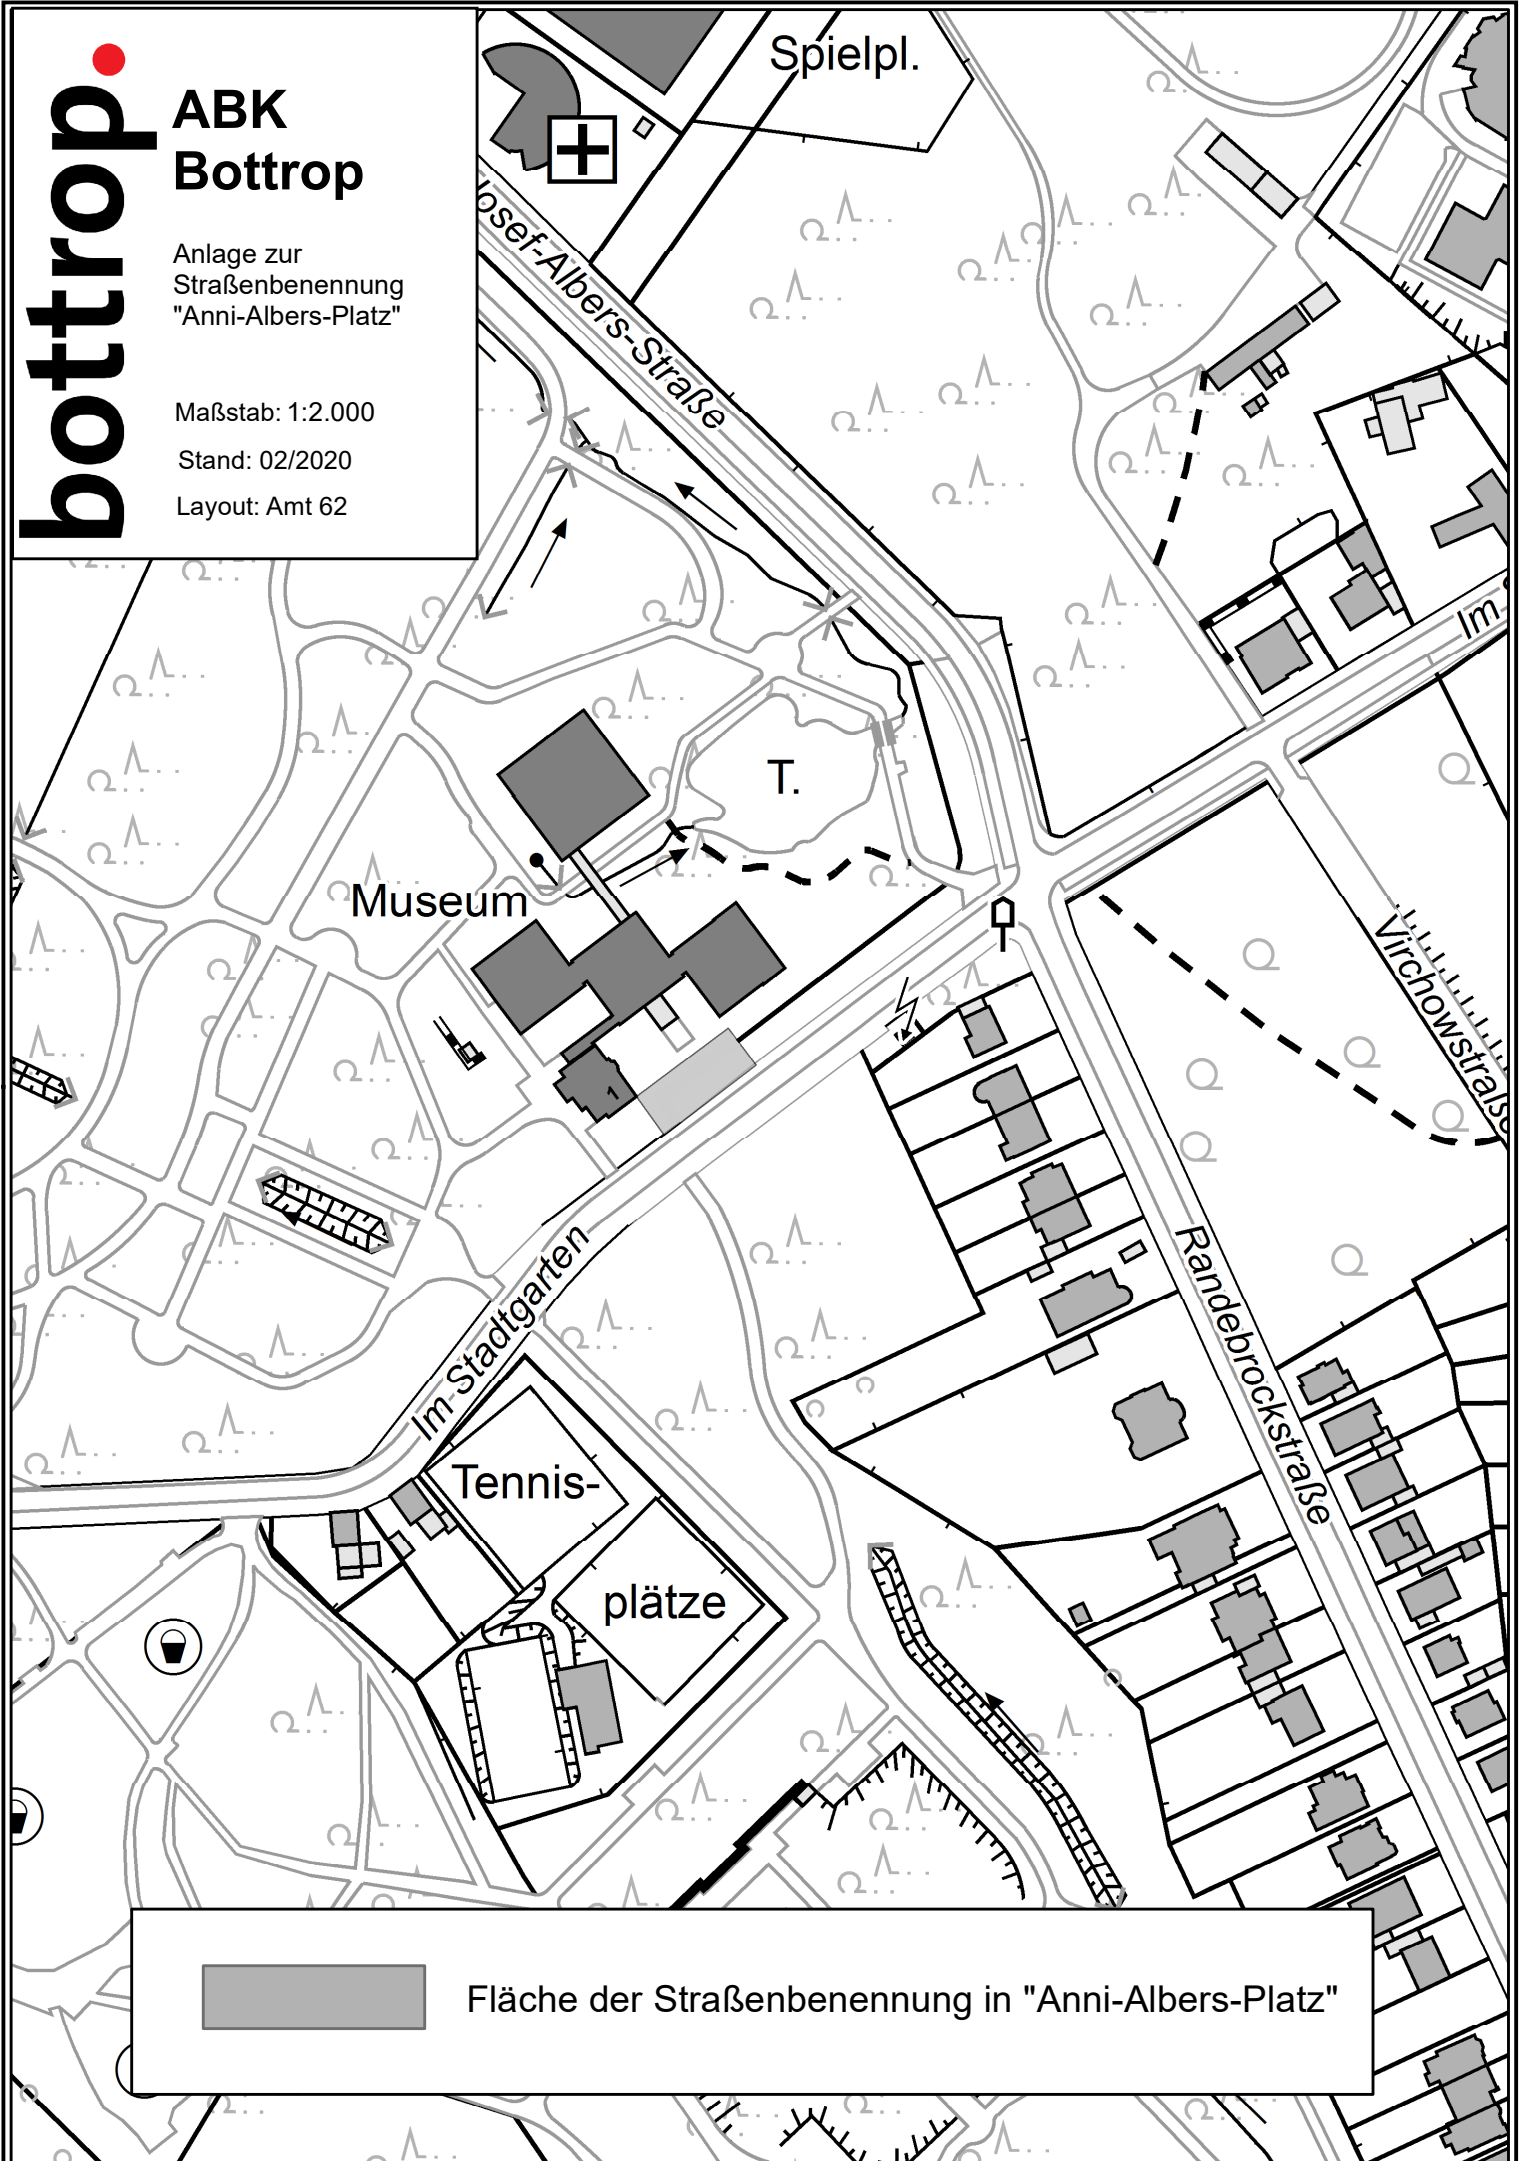 bottrop.
ABK
Bottrop
Anlage zur
Straßenbenennung
"Anni-Albers-Platz"
Maßstab: 1:2.000
Stand: 02/2020
Layout: Amt 62
Spielpl.
Josef-Albers-Straße
Im
T.
Museum
1
Virchowstraße
Im Stadtgarten
Randebrockstraße
Tennis-
plätze
Fläche der Straßenbenennung in "Anni-Albers-Platz"